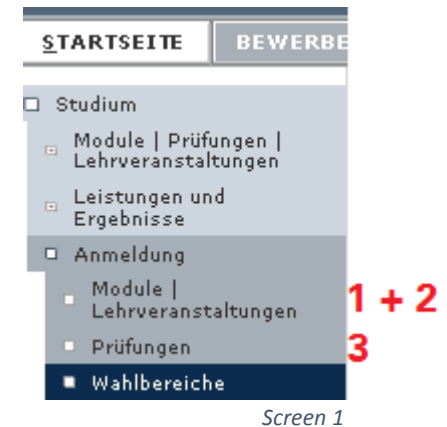 STARTSEITE BEWERBE
Studium
Module | Prüfungen |
Lehrveranstaltungen
Leistungen und
Ergebnisse
Anmeldung
Module |
Lehrveranstaltungen 1 + 2
Prüfungen 3
Wahlbereiche
Screen 1